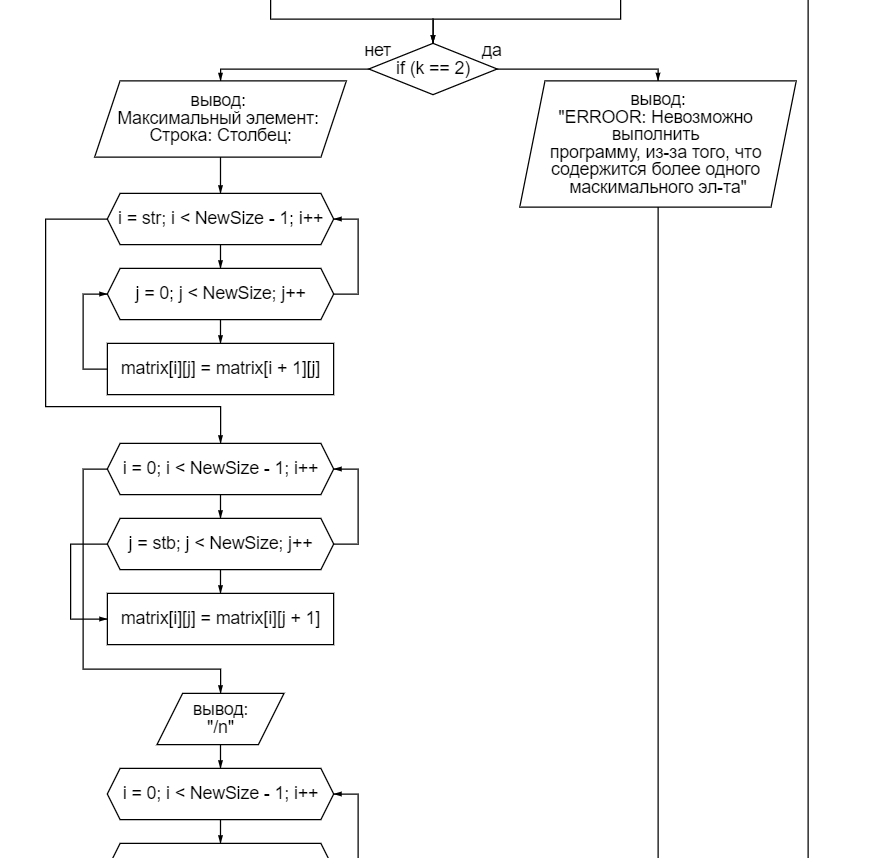 нет
да
if (k == 2)
вывод:
Максимальный элемент:
Строка: Столбец:
вывод:
"ERROOR: Невозможно
выполнить
программу, из-за того, что
содержится более одного
маскимального эл-та"
i = str; i < NewSize - 1; i++
j = 0; j < NewSize; j++
matrix[i][j] = matrix[i + 1][j]
i = 0; i < NewSize - 1; i++
j = stb; j < NewSize; j++
matrix[i][j] = matrix[i][j + 1]
вывод:
"/n"
i = 0; i < NewSize - 1; i++